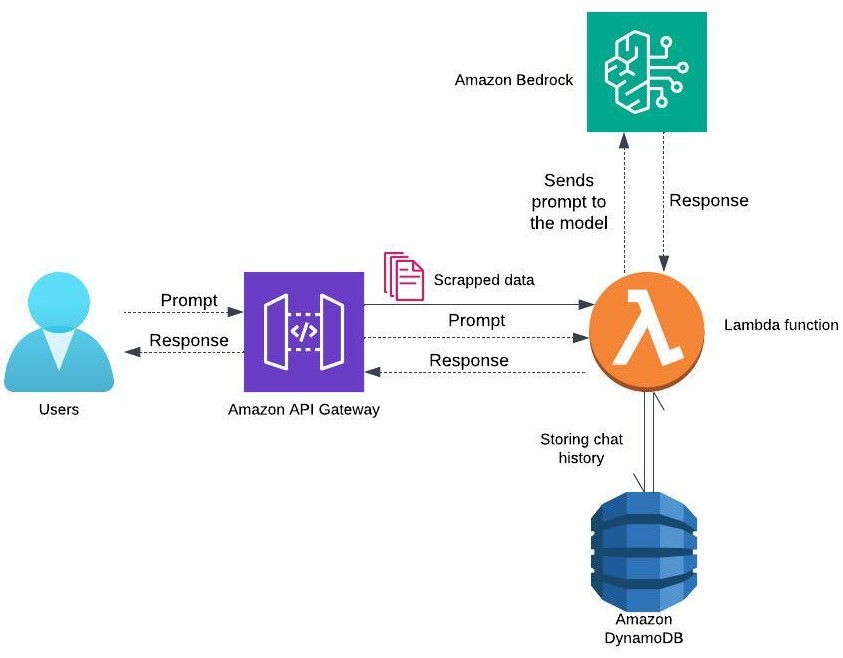 Amazon Bedrock
Sends
prompt to
the model
Response
Scrapped data
Prompt
Prompt
Response
Response
Lambda function
Users
Amazon API Gateway
Storing chat
history
Amazon
DynamoDB